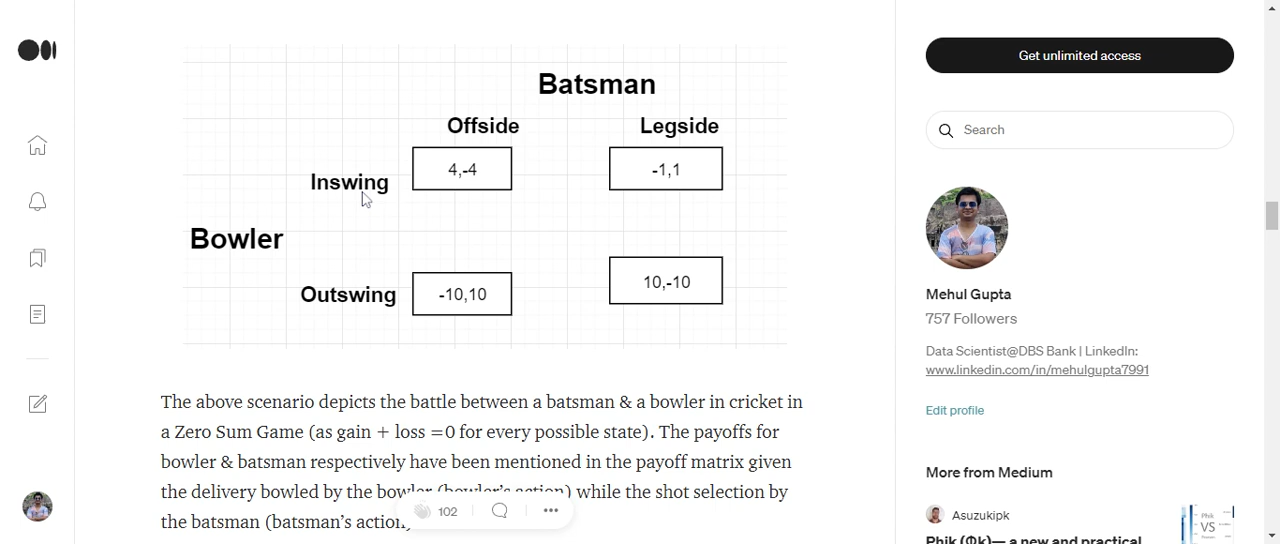 Batsman
Offside Legside
Inswing 4,-4 -1,1
Bowler
Outswing -10,10 10,-10
The above scenario depicts the battle between a batsman & a bowler in cricket in
a Zero Sum Game (as gain + loss =0 for every possible state). The payoffs for
bowler & batsman respectively have been mentioned in the payoff matrix given
the delivery bowled by the bowler (bowler's action) while the shot selection by
the batsman (batsman's action)
102
Get unlimited access
Search
Mehul Gupta
757 Followers
Data Scientist@DBS Bank | LinkedIn:
www.linkedin.com/in/mehulgupta7991
Edit profile
More from Medium
Asuzukipk
Phik (Φk)— a new and practical
Phik
VS